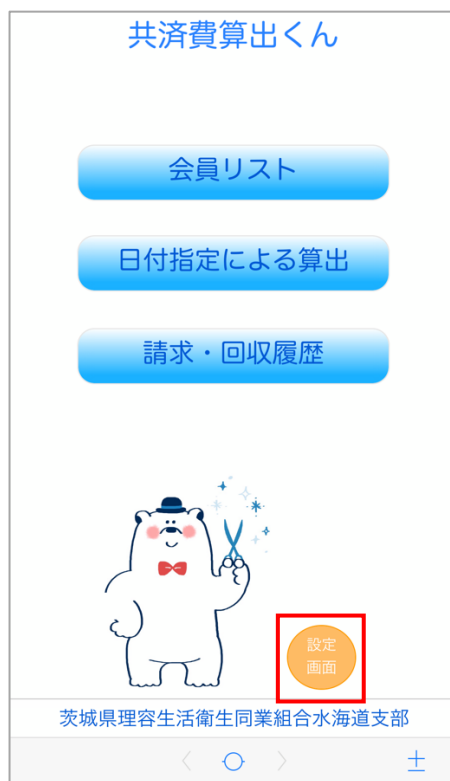 共済費算出くん
会員リスト
日付指定による算出
請求・回収履歴
設定
画面
茨城県理容生活衛生同業組合水海道支部